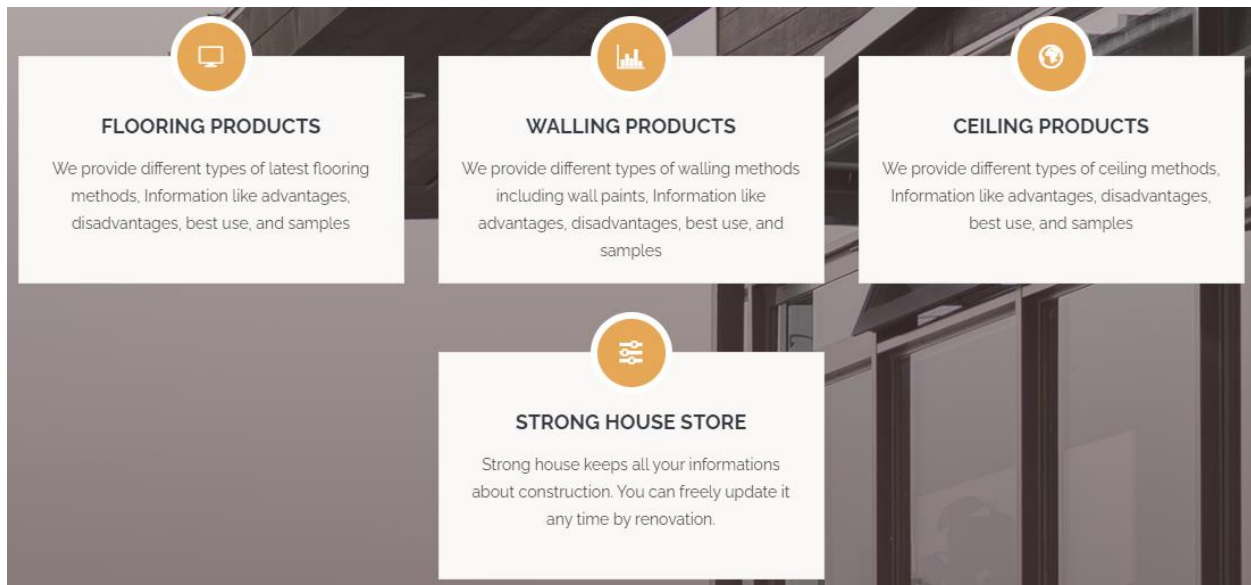 FLOORING PRODUCTS
We provide different types of latest flooring
methods, Information like advantages,
disadvantages, best use, and samples
WALLING PRODUCTS
We provide different types of walling methods
including wall paints, Information like
advantages, disadvantages, best use, and
samples
CEILING PRODUCTS
We provide different types of ceiling methods,
Information like advantages, disadvantages,
best use, and samples
STRONG HOUSE STORE
Strong house keeps all your informations
about construction. You can freely update it
any time by renovation.